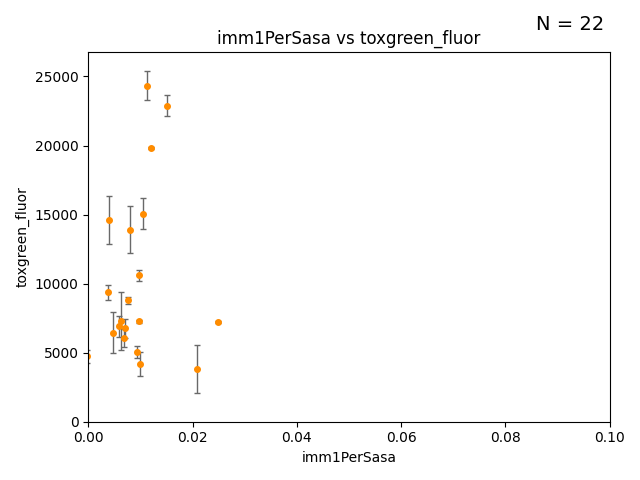 N = 22
imm1PerSasa vs toxgreen_fluor
25000
20000
15000
10000
5000
0
toxgreen_fluor
0.00 0.02 0.04 0.06 0.08 0.10
imm1PerSasa